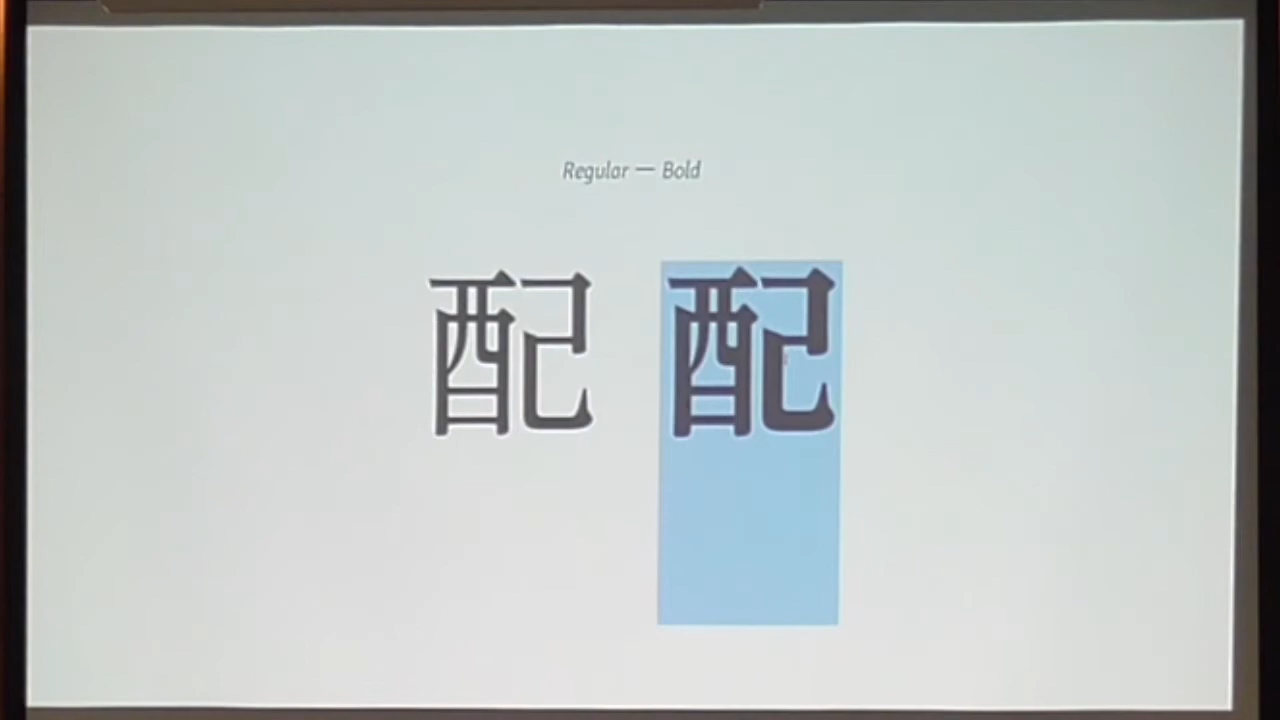 Regular — Bold
配 配